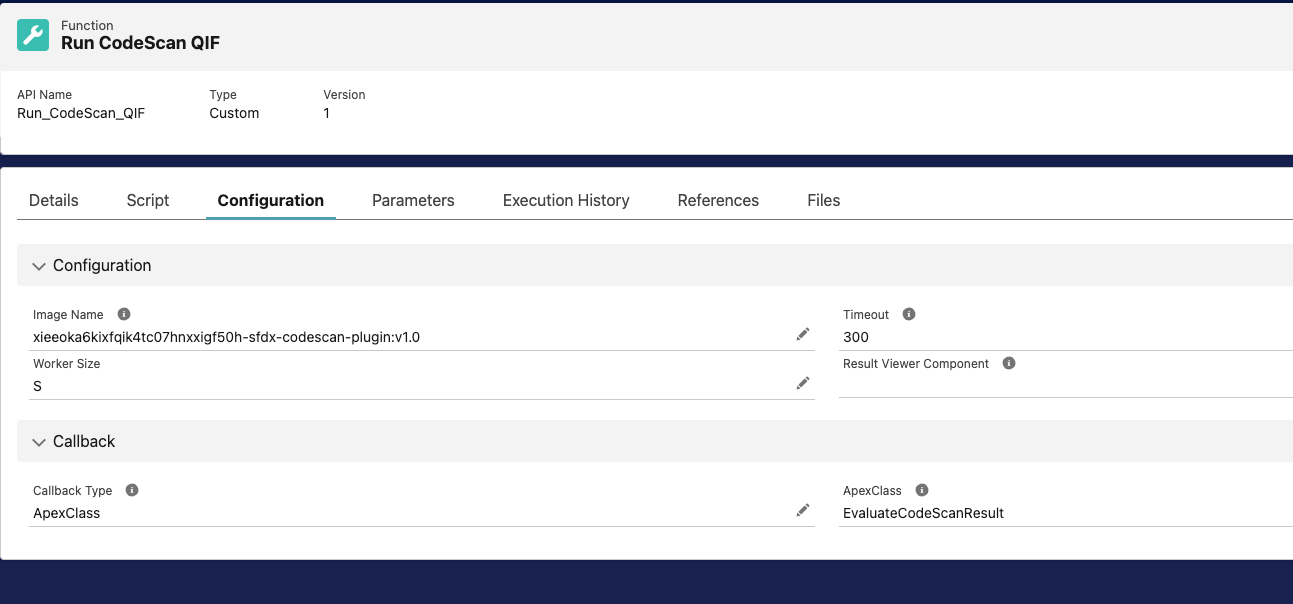 Function
Run CodeScan QIF
API Name Type Version
Run_CodeScan_QIF Custom 1
Details Script Configuration Parameters Execution History References Files
Configuration
Image Name Timeout
xieeoka6kixfqik4tc07hnxxigf50h-sfdx-codescan-plugin:v1.0 300
Worker Size Result Viewer Component
S
Callback
Callback Type ApexClass
ApexClass EvaluateCodeScanResult